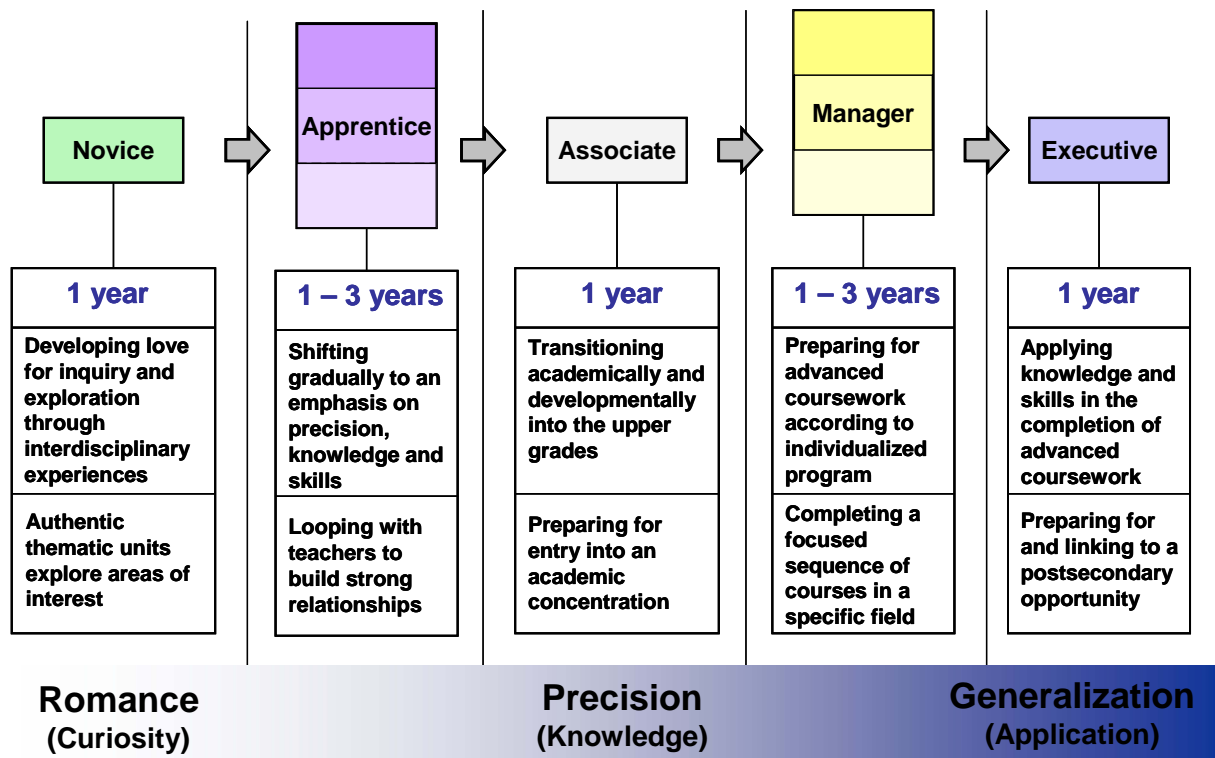 Novice
Apprentice
Associate
Manager
Executive
1 year
Developing love
for inquiry and
exploration
through
interdisciplinary
experiences
Authentic
thematic units
explore areas of
interest
1 – 3 years
Shifting
gradually to an
emphasis on
precision,
knowledge and
skills
Looping with
teachers to
build strong
relationships
1 year
Transitioning
academically and
developmentally
into the upper
grades
Preparing for
entry into an
academic
concentration
1 – 3 years
Preparing for
advanced
coursework
according to
individualized
program
Completing a
focused
sequence of
courses in a
specific field
1 year
Applying
knowledge and
skills in the
completion of
advanced
coursework
Preparing for
and linking to a
postsecondary
opportunity
Romance
(Curiosity)
Precision
(Knowledge)
Generalization
(Application)